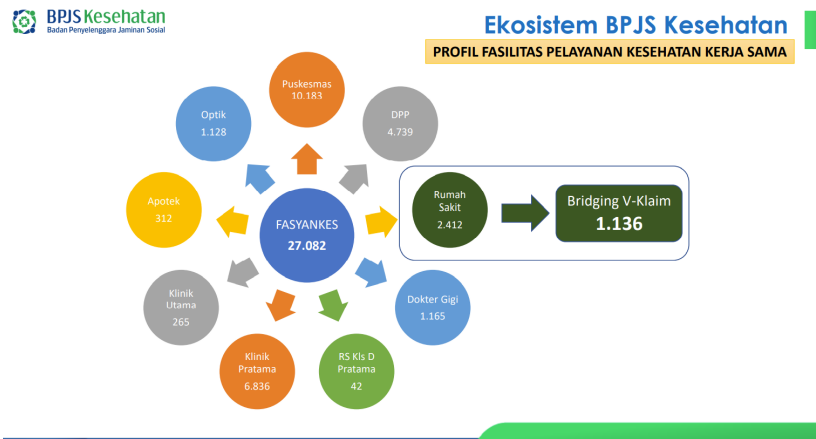 BPJS Kesehatan
Badan Penyelenggara Jaminan Sosial
Ekosistem BPJS Kesehatan
PROFIL FASILITAS PELAYANAN KESEHATAN KERJA SAMA
Puskesmas
10.183
DPP
4.739
Rumah
Sakit
2.412
Bridging V-Klaim
1.136
Dokter Gigi
1.165
RS Kls D
Pratama
42
Klinik
Pratama
6.836
Klinik
Utama
265
Apotek
312
Optik
1.128
FASYANKES
27.082